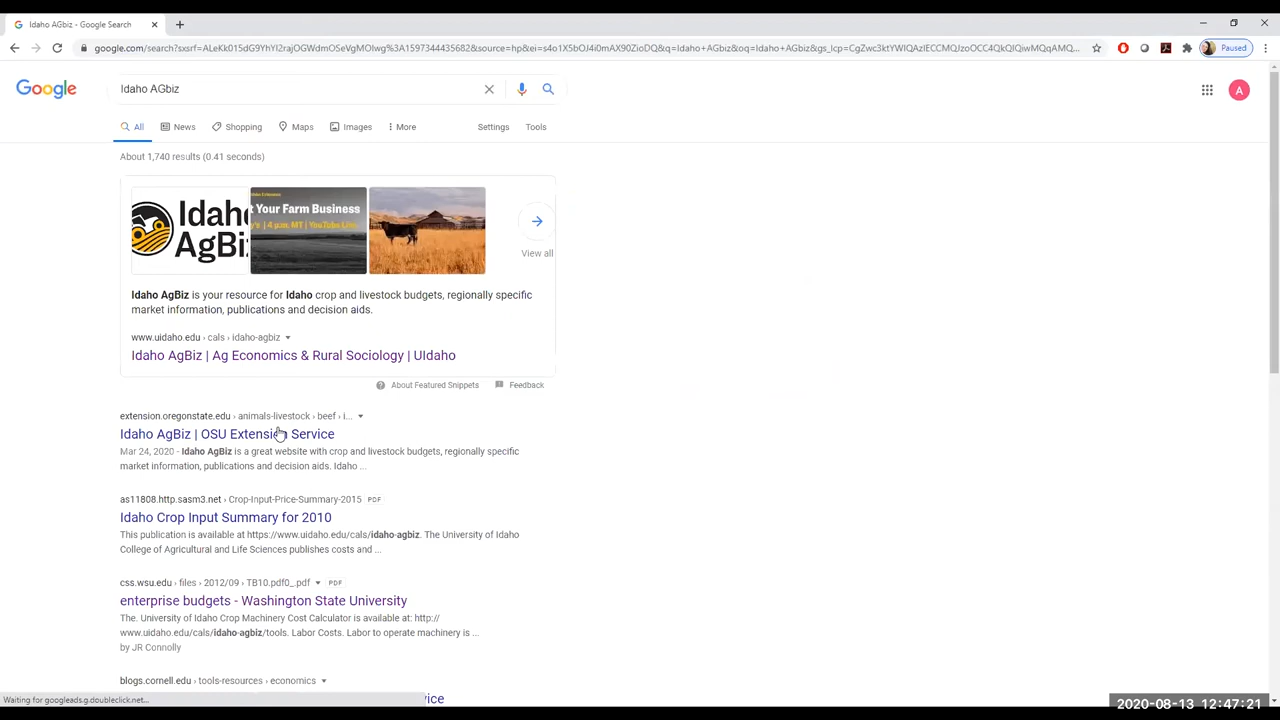 Idaho AGbiz - Google Search
google.com/search?sxsrf=ALeKk015dG9YhYI2rajOGWdmOSeVgMOIwg%3A1597344435682&source=hp&ei=s4o1X5bOJ4i0mAX90ZioDQ&q=Idaho+AGbiz&oq=Idaho+AGbiz&gs_lcp=CgZwc3ktYWIQAzIECCMQJzoOCC4QkQIQiwMQqAMQ...
Paused
Google
Idaho AGbiz
A
All News Shopping Maps Images More Settings Tools
About 1,740 results (0.41 seconds)
Idaho
AgBiz
Your Farm Business
y's | 4 p.m. MT | YouTube Live
View all
Idaho AgBiz is your resource for Idaho crop and livestock budgets, regionally specific
market information, publications and decision aids.
www.uidaho.edu › cals › idaho-agbiz
Idaho AgBiz | Ag Economics & Rural Sociology | UIdaho
About Featured Snippets Feedback
extension.oregonstate.edu › animals-livestock › beef › i...
Idaho AgBiz | OSU Extension Service
Mar 24, 2020 - Idaho AgBiz is a great website with crop and livestock budgets, regionally specific
market information, publications and decision aids. Idaho ...
as11808.http.sasm3.net › Crop-Input-Price-Summary-2015 PDF
Idaho Crop Input Summary for 2010
This publication is available at https://www.uidaho.edu/cals/idaho-agbiz. The University of Idaho
College of Agricultural and Life Sciences publishes costs and ...
css.wsu.edu › files › 2012/09 › TB10.pdf0_.pdf PDF
enterprise budgets - Washington State University
The. University of Idaho Crop Machinery Cost Calculator is available at: http://
www.uidaho.edu/cals/idaho-agbiz/tools. Labor Costs. Labor to operate machinery is ...
by JR Connolly
blogs.cornell.edu › tools-resources › economics
Waiting for googleads.g.doubleclick.net...
vice
2020-08-13 12:47:21